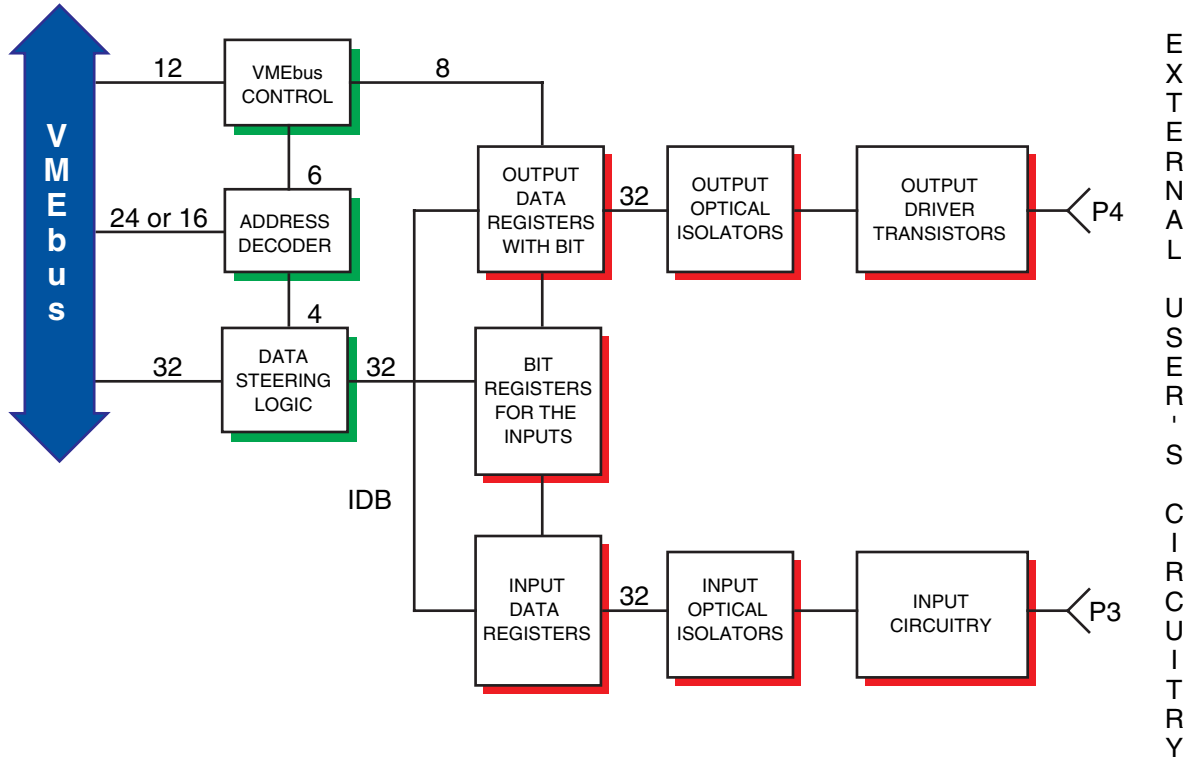 VMEbus
12
VMEbus
CONTROL
8
6
24 or 16
ADDRESS
DECODER
4
32
DATA
STEERING
LOGIC
32
IDB
OUTPUT
DATA
REGISTERS
WITH BIT
32
OUTPUT
OPTICAL
ISOLATORS
OUTPUT
DRIVER
TRANSISTORS
P4
BIT
REGISTERS
FOR THE
INPUTS
INPUT
DATA
REGISTERS
32
INPUT
OPTICAL
ISOLATORS
INPUT
CIRCUITRY
P3
EXTERNAL USER'S CIRCUITRY